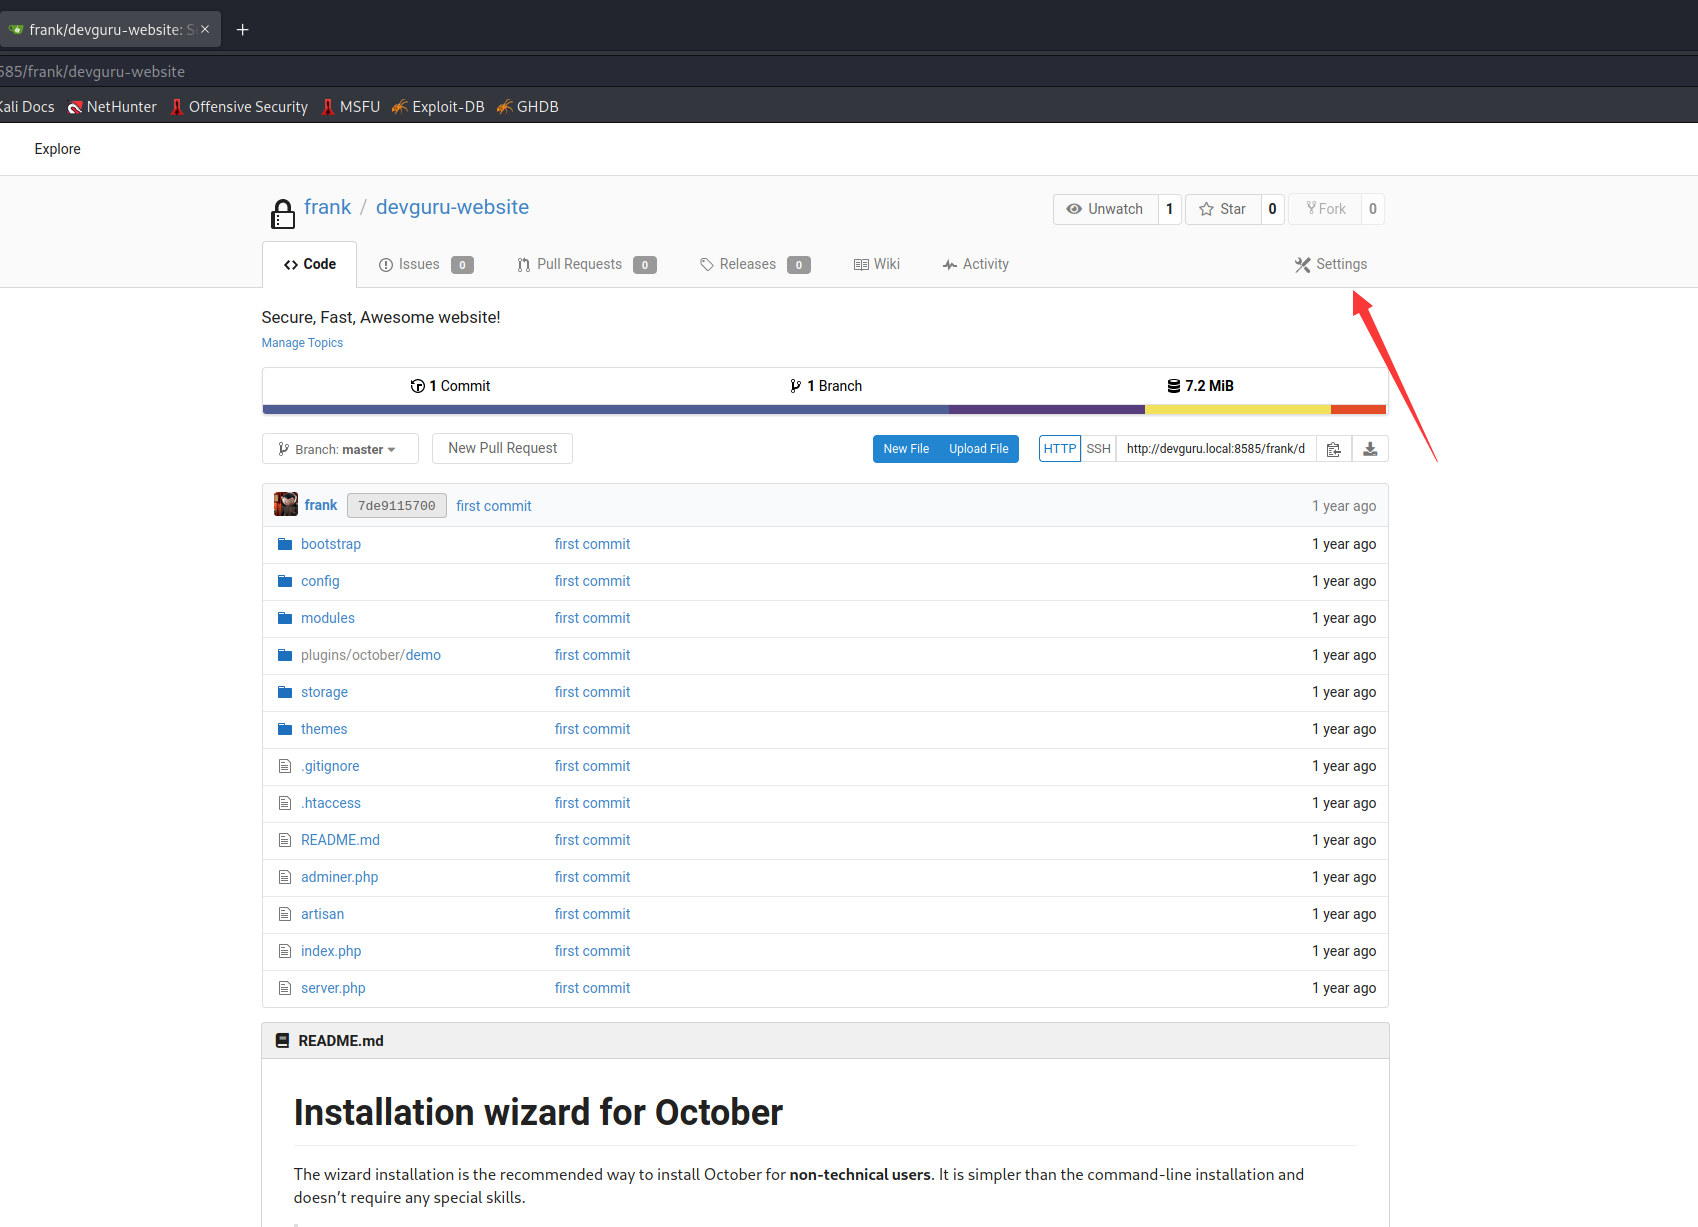 frank/devguru-website: S
585/frank/devguru-website
Kali Docs NetHunter Offensive Security MSFU Exploit-DB GHDB
Explore
frank / devguru-website
Unwatch 1 Star 0 Fork 0
Code Issues 0 Pull Requests 0 Releases 0 Wiki Activity Settings
Secure, Fast, Awesome website!
Manage Topics
1 Commit 1 Branch 7.2 MiB
Branch: master New Pull Request New File Upload File HTTP SSH http://devguru.local:8585/frank/d
frank 7de9115700 first commit 1 year ago
bootstrap first commit 1 year ago
config first commit 1 year ago
modules first commit 1 year ago
plugins/october/demo first commit 1 year ago
storage first commit 1 year ago
themes first commit 1 year ago
.gitignore first commit 1 year ago
.htaccess first commit 1 year ago
README.md first commit 1 year ago
adminer.php first commit 1 year ago
artisan first commit 1 year ago
index.php first commit 1 year ago
server.php first commit 1 year ago
README.md
Installation wizard for October
The wizard installation is the recommended way to install October for non-technical users. It is simpler than the command-line installation and
doesn’t require any special skills.